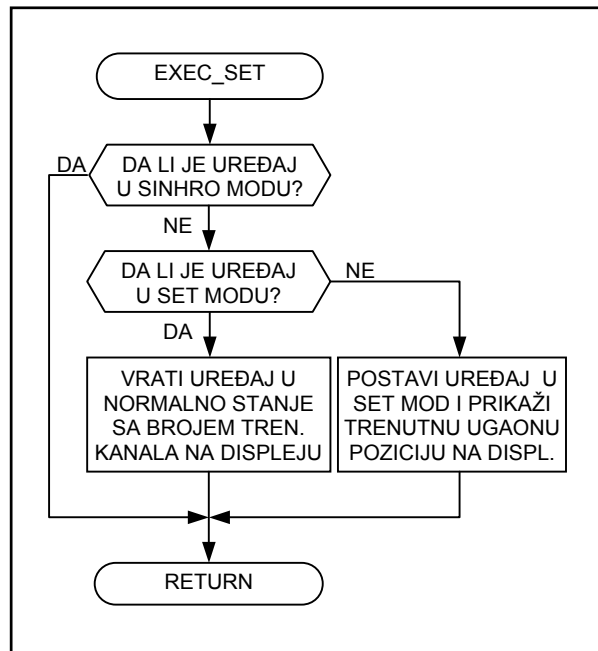 EXEC_SET
DA
DA LI JE UREĐAJ
U SINHRO MODU?
NE
DA LI JE UREĐAJ
U SET MODU?
NE
DA
VRATI UREĐAJ U
NORMALNO STANJE
SA BROJEM TREN.
KANALA NA DISPLEJU
POSTAVI UREĐAJ U
SET MOD I PRIKAŽI
TRENUTNU UGAONU
POZICIJU NA DISPL.
RETURN